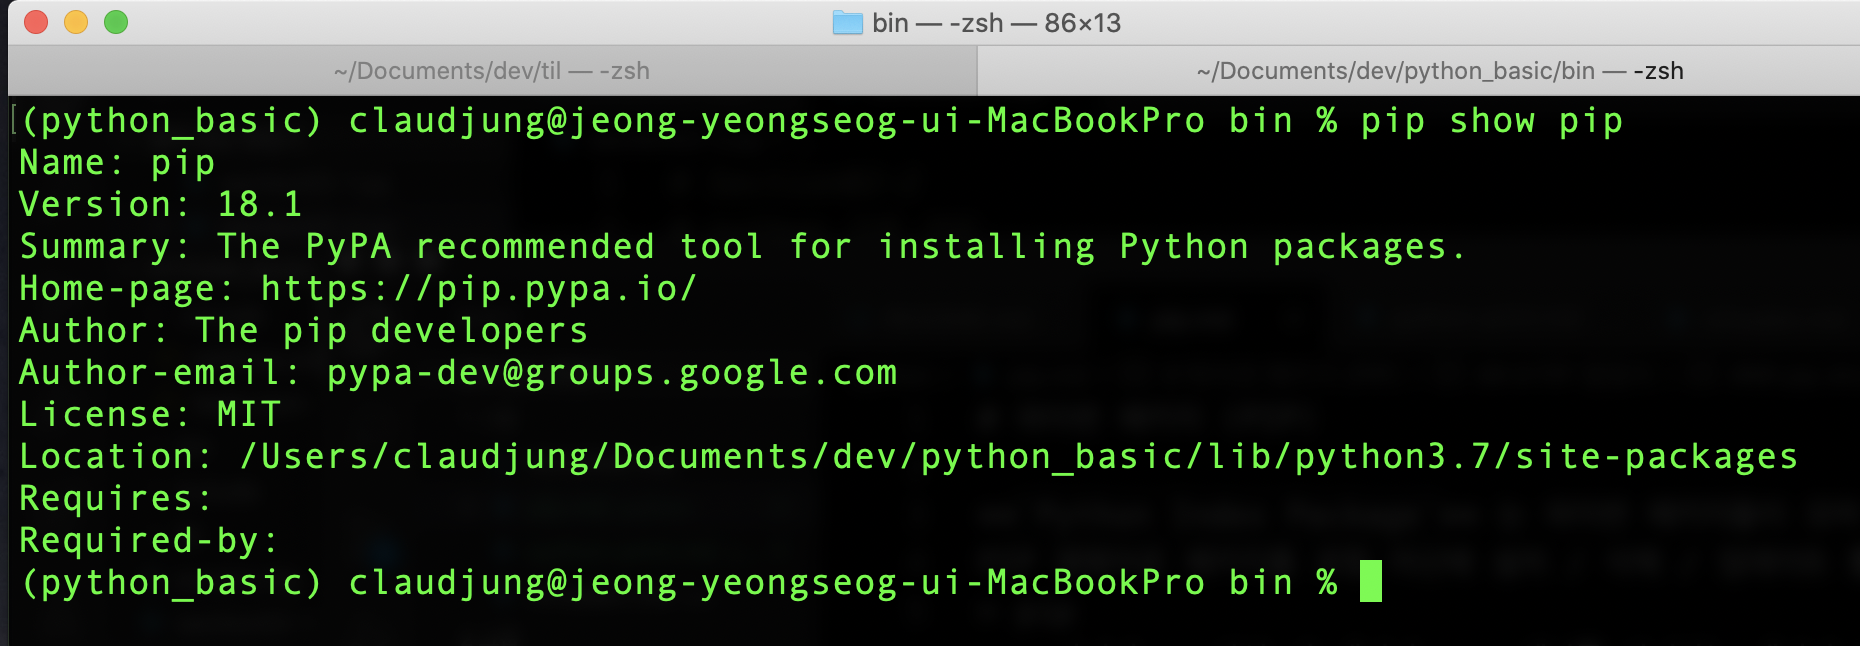 bin — -zsh — 86×13
~/Documents/dev/til — -zsh
~/Documents/dev/python_basic/bin — -zsh
(python_basic) claudjung@jeong-yeongseog-ui-MacBookPro bin % pip show pip
Name: pip
Version: 18.1
Summary: The PyPA recommended tool for installing Python packages.
Home-page: https://pip.pypa.io/
Author: The pip developers
Author-email: pypa-dev@groups.google.com
License: MIT
Location: /Users/claudjung/Documents/dev/python_basic/lib/python3.7/site-packages
Requires:
Required-by:
(python_basic) claudjung@jeong-yeongseog-ui-MacBookPro bin %